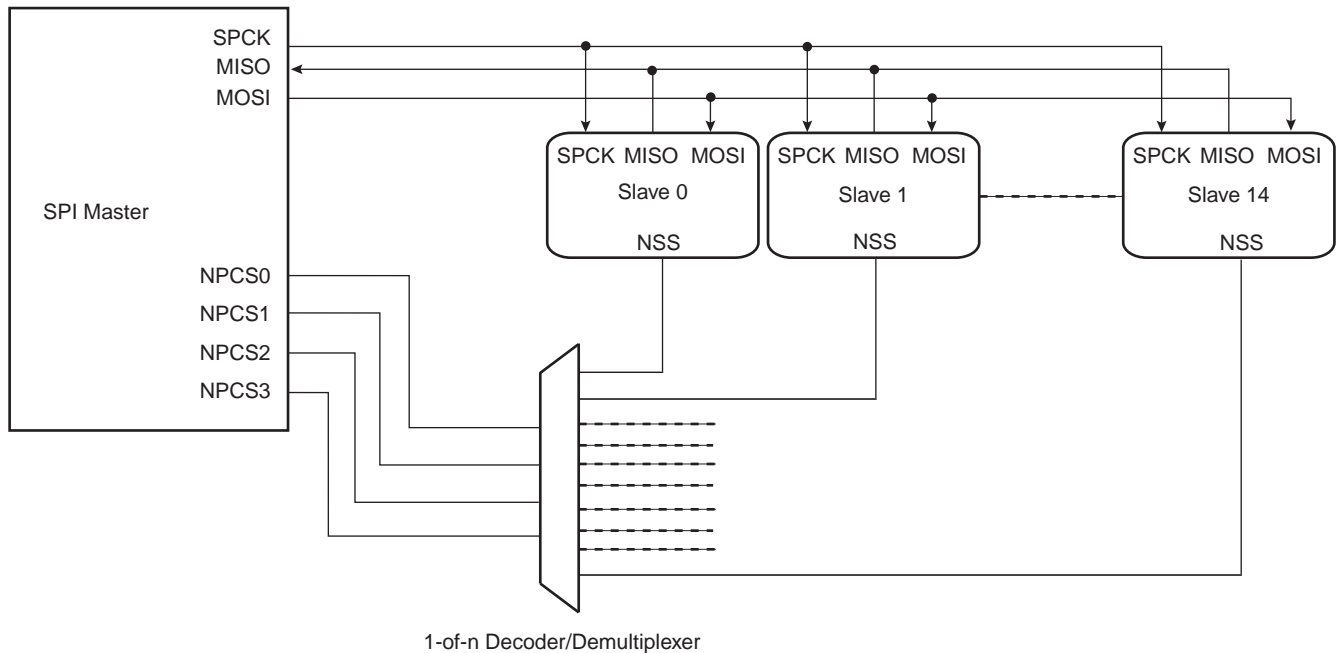 SPCK
MISO
MOSI
SPI Master
NPCS0
NPCS1
NPCS2
NPCS3
SPCK MISO MOSI
Slave 0
NSS
SPCK MISO MOSI
Slave 1
NSS
SPCK MISO MOSI
Slave 14
NSS
1-of-n Decoder/Demultiplexer